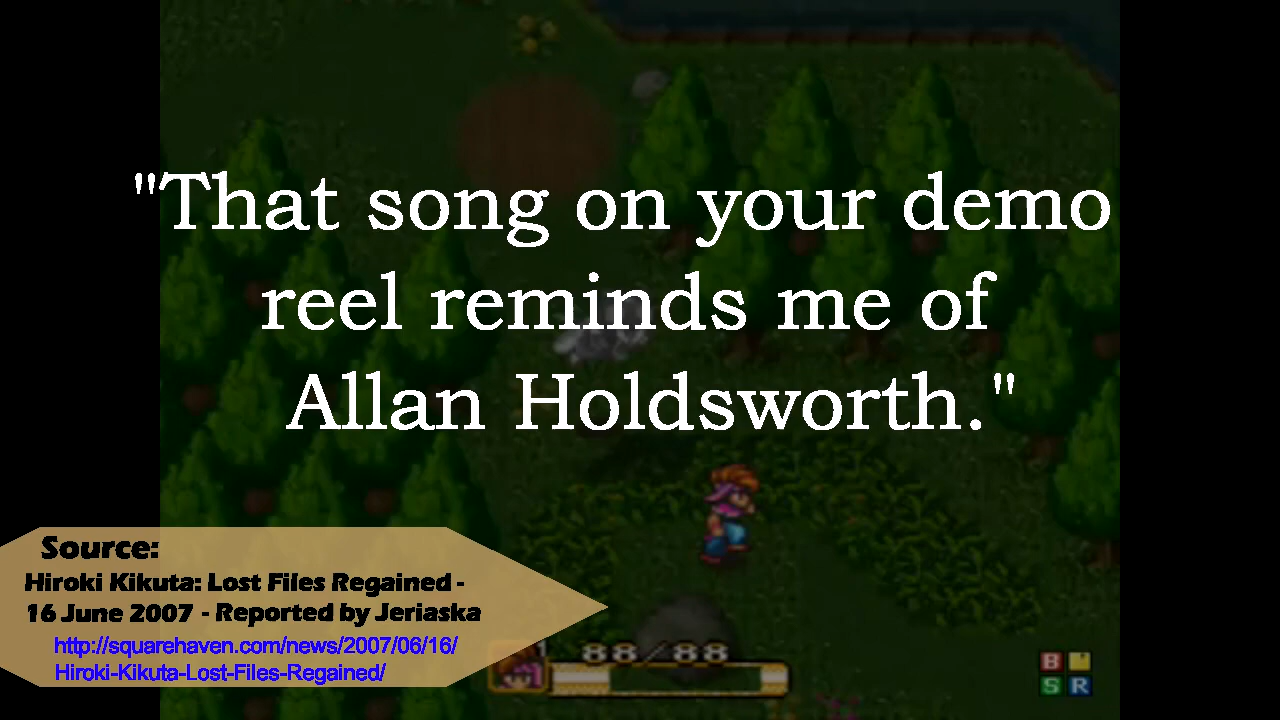 "That song on your demo
reel reminds me of
Allan Holdsworth."
Source:
Hiroki Kikuta: Lost Files Regained -
16 June 2007 - Reported by Jeriaska
http://squarehaven.com/news/2007/06/16/
Hiroki-Kikuta-Lost-Files-Regained/
1 88/88
B Y
S R